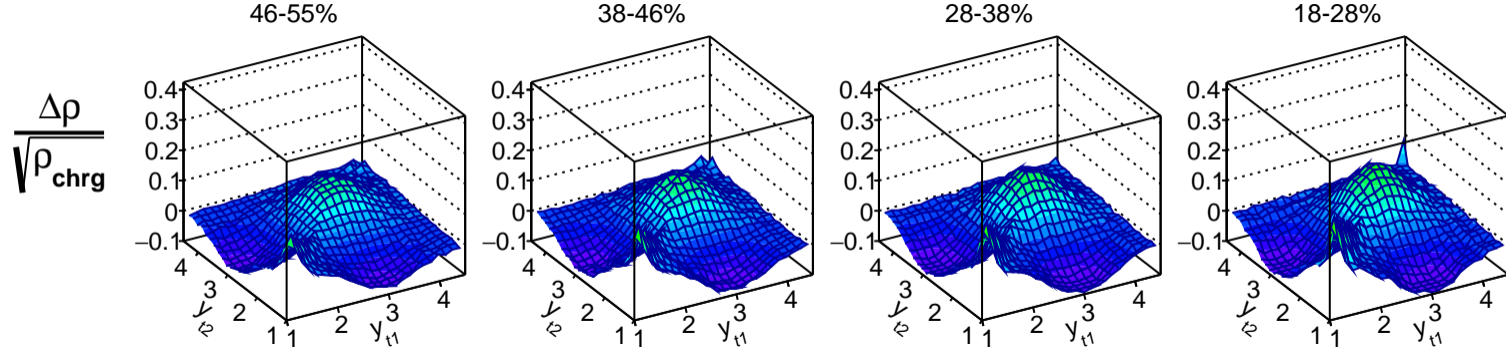 46-55% 38-46% 28-38% 18-28%
Δρ
√ρchrg
0.4 0.4 0.4 0.4
0.3 0.3 0.3 0.3
0.2 0.2 0.2 0.2
0.1 0.1 0.1 0.1
0 0 0 0
−0.1 −0.1 −0.1 −0.1
4 3 2 1 1 2 3 4 4 3 2 1 1 2 3 4 4 3 2 1 1 2 3 4 4 3 2 1 1 2 3 4
yt2 yt1 yt2 yt1 yt2 yt1 yt2 yt1